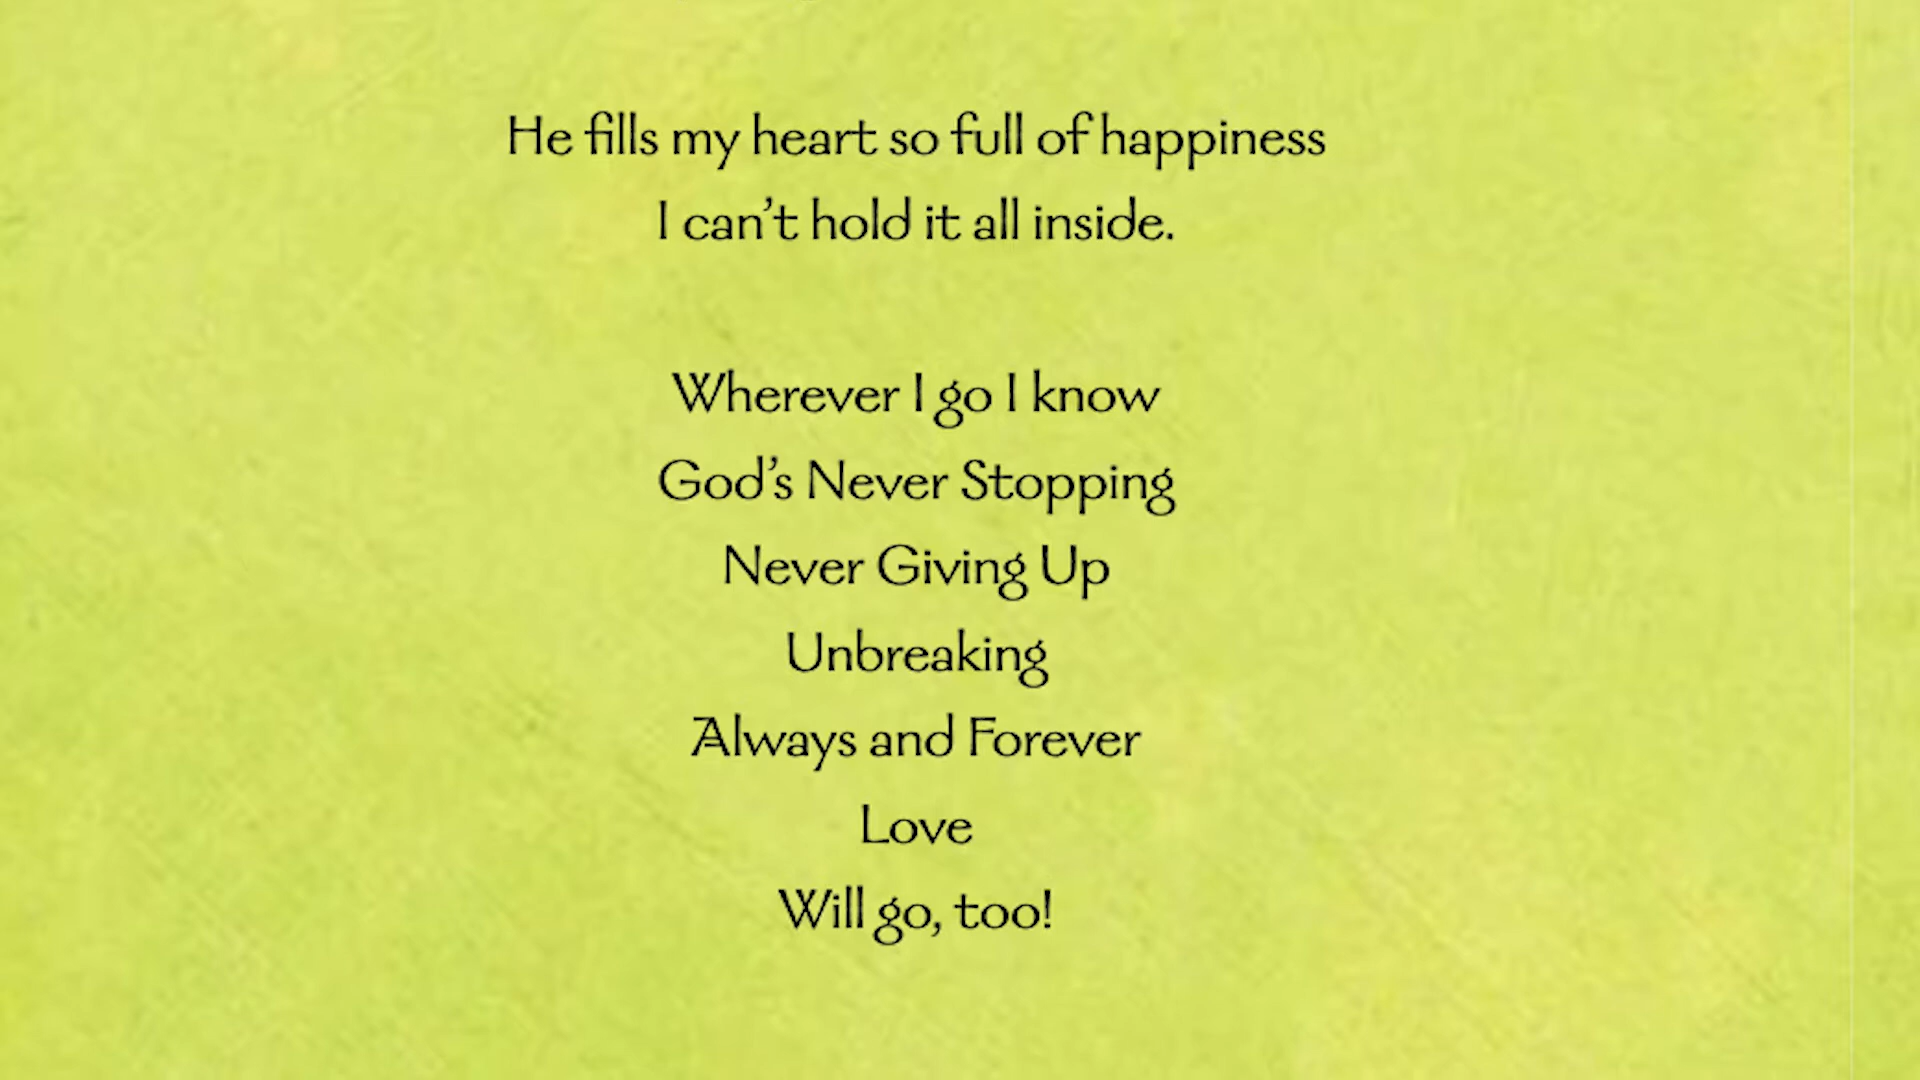 He fills my heart so full of happiness
I can’t hold it all inside.
Wherever I go I know
God’s Never Stopping
Never Giving Up
Unbreaking
Always and Forever
Love
Will go, too!